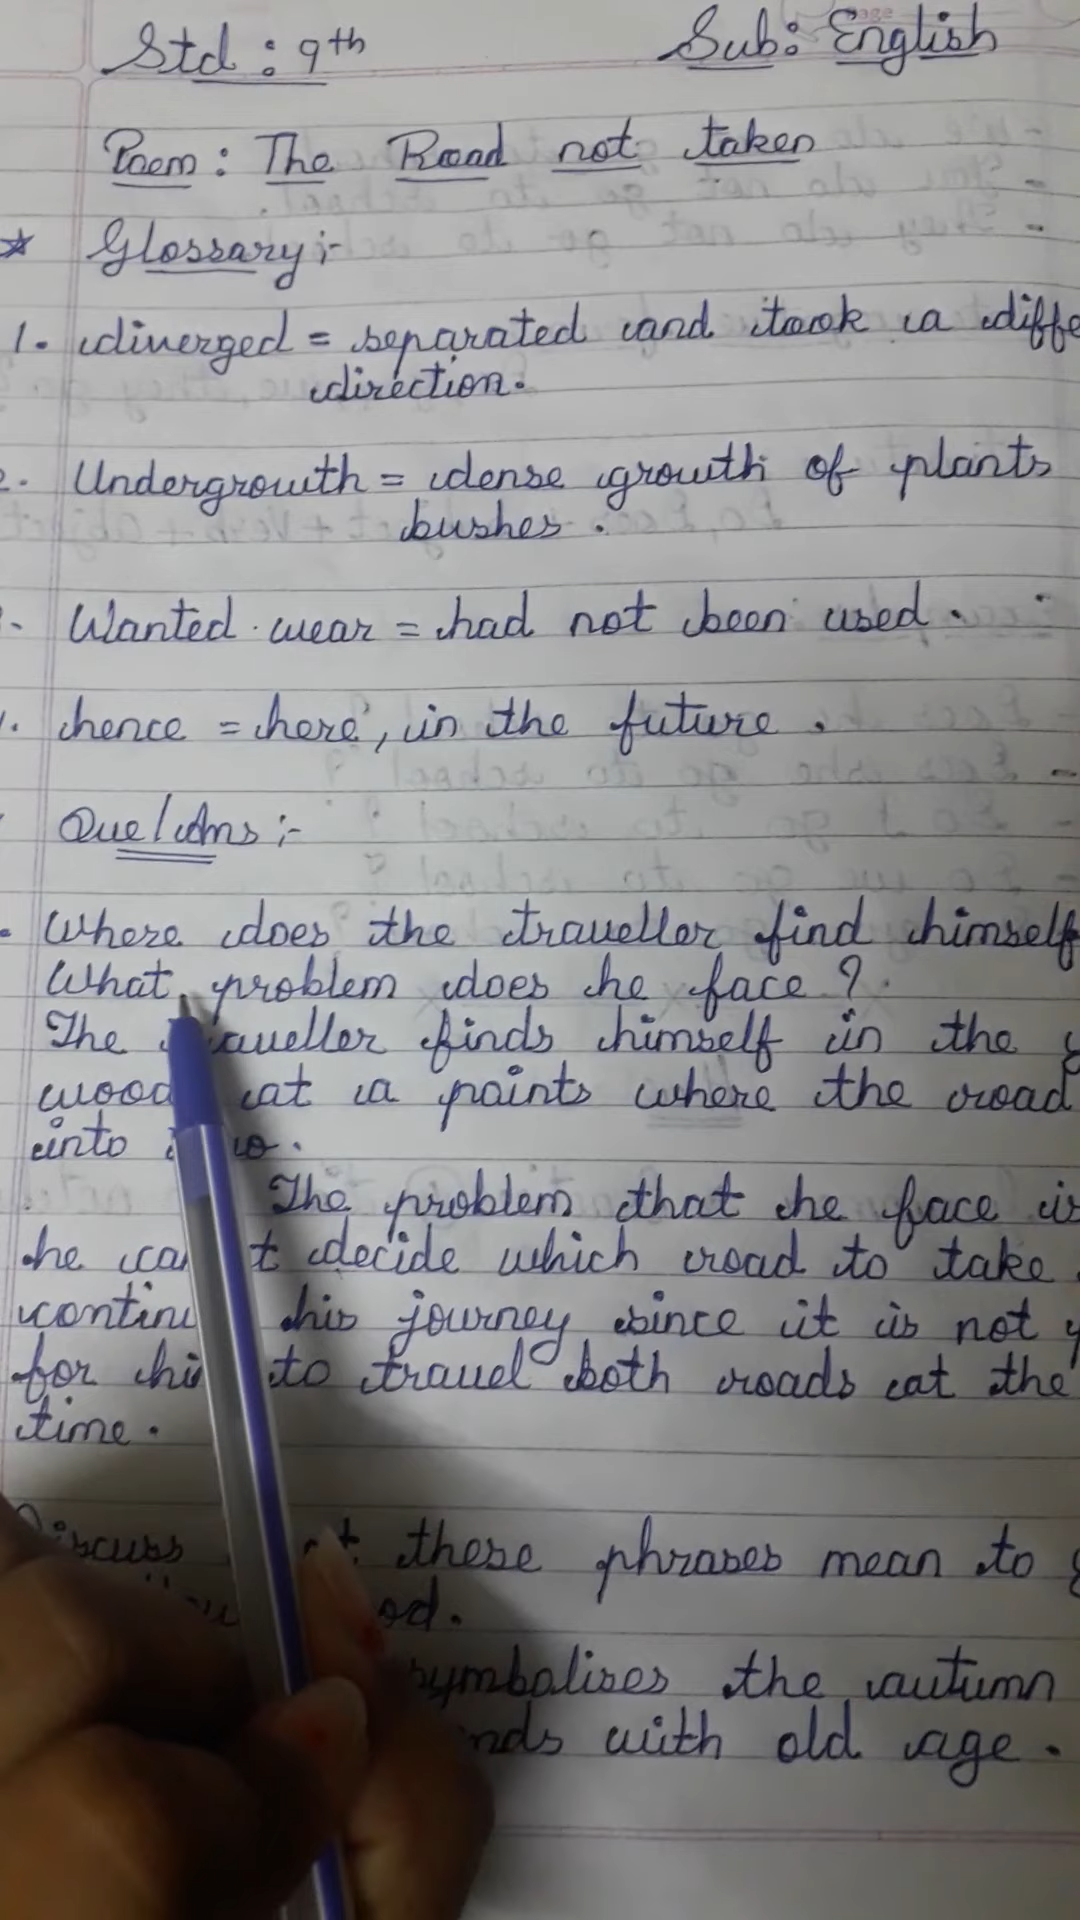 Std : 9th Sub: English
Poem : The Road not taken
★ Glossary :-
1. diverged = separated and took a diffe
direction.
Undergrowth = dense growth of plants
bushes .
Wanted wear = had not been used .
hence = here, in the future .
Que/Ans :-
Where does the traveller find himself
What problem does he face ?
The finds himself in the
at a points where the road
into
The problem that he face is
he decide which road to take
his journey since it is not
for to travel both roads at the
time .
these phrases mean to
symbolises the autumn
with old age .